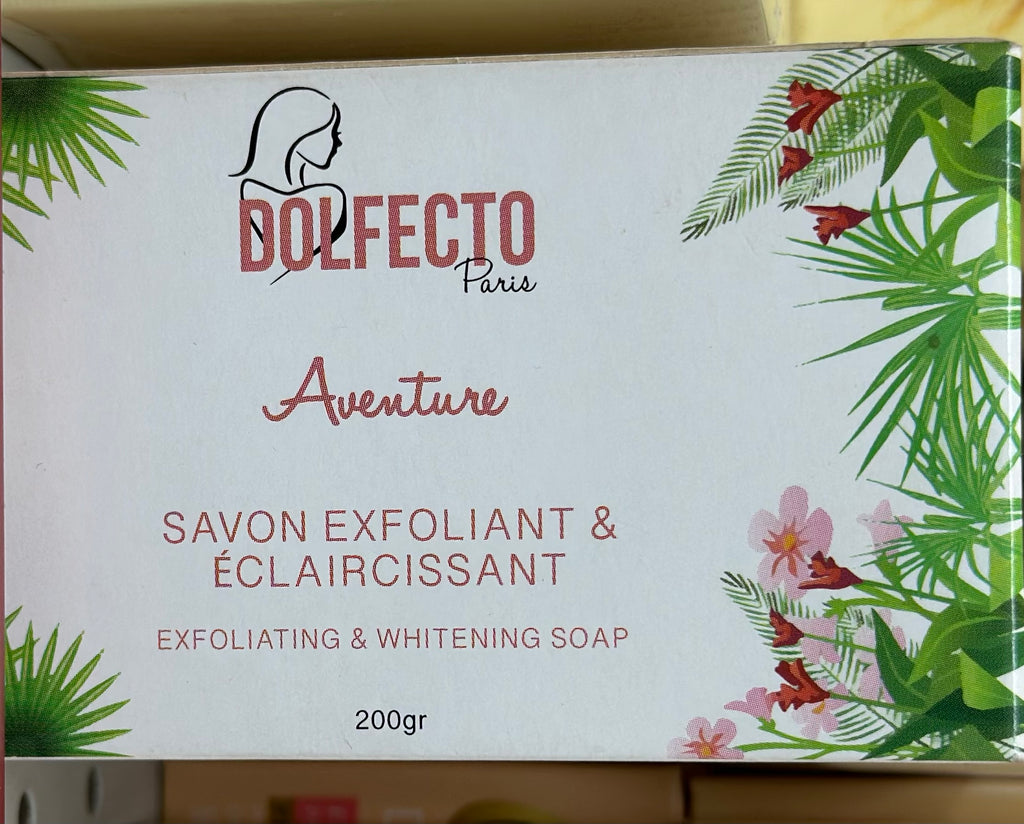 DOLFECTO
Paris
Aventure
SAVON EXFOLIANT &
ÉCLAIRCISSANT
EXFOLIATING & WHITENING SOAP
200gr